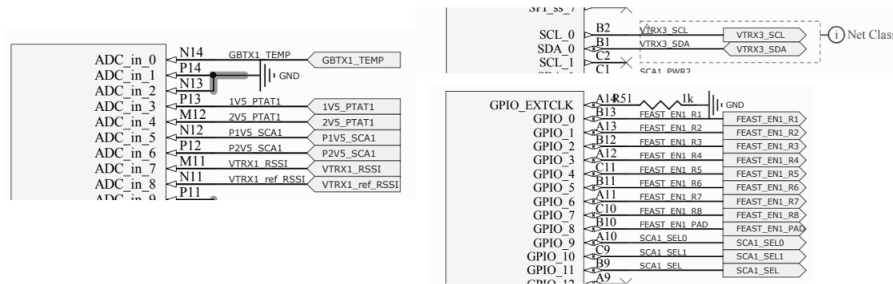 ADC_in_0 N14 GBTX1_TEMP GBTX1_TEMP
ADC_in_1 P14 GND
ADC_in_2 N13
ADC_in_3 P13 1V5_PTAT1 1V5_PTAT1
ADC_in_4 M12 2V5_PTAT1 2V5_PTAT1
ADC_in_5 N12 P1V5_SCA1 P1V5_SCA1
ADC_in_6 P12 P2V5_SCA1 P2V5_SCA1
ADC_in_7 M11 VTRX1_RSSI VTRX1_RSSI
ADC_in_8 N11 VTRX1_ref_RSSI VTRX1_ref_RSSI
ADC_in_9 P11
SPI_ss_7
SCL_0 B2 VTRX3_SCL VTRX3_SCL i Net Class
SDA_0 B1 VTRX3_SDA VTRX3_SDA
SCL_1 C2
SDA_1 C1 SCA1_PWR2
GPIO_EXTCLK A14 R51 1k GND
GPIO_0 B13 FEAST_EN1_R1 FEAST_EN1_R1
GPIO_1 A13 FEAST_EN1_R2 FEAST_EN1_R2
GPIO_2 B12 FEAST_EN1_R3 FEAST_EN1_R3
GPIO_3 A12 FEAST_EN1_R4 FEAST_EN1_R4
GPIO_4 C11 FEAST_EN1_R5 FEAST_EN1_R5
GPIO_5 B11 FEAST_EN1_R6 FEAST_EN1_R6
GPIO_6 A11 FEAST_EN1_R7 FEAST_EN1_R7
GPIO_7 C10 FEAST_EN1_R8 FEAST_EN1_R8
GPIO_8 B10 FEAST_EN1_PAD FEAST_EN1_PAD
GPIO_9 A10 SCA1_SEL0 SCA1_SEL0
GPIO_10 C9 SCA1_SEL1 SCA1_SEL1
GPIO_11 B9 SCA1_SEL SCA1_SEL
GPIO_12 A9